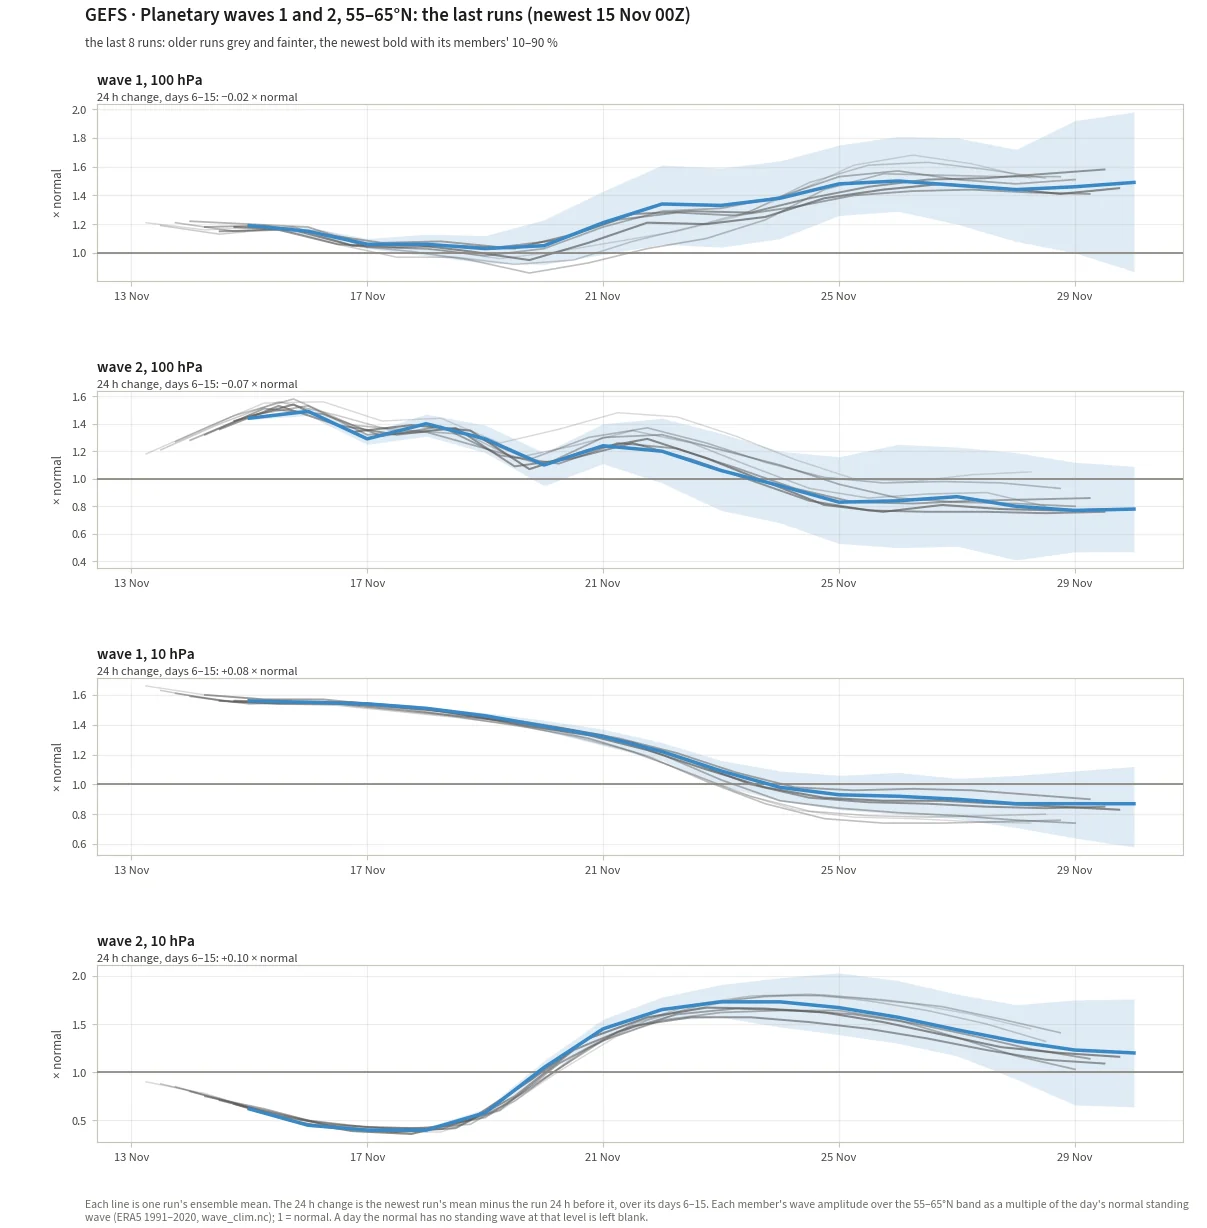 GEFS · Planetary waves 1 and 2, 55–65°N: the last runs (newest 15 Nov 00Z)
the last 8 runs: older runs grey and fainter, the newest bold with its members' 10–90 %
wave 1, 100 hPa
24 h change, days 6–15: −0.02 × normal
× normal
2.0
1.8
1.6
1.4
1.2
1.0
13 Nov
17 Nov
21 Nov
25 Nov
29 Nov
wave 2, 100 hPa
24 h change, days 6–15: −0.07 × normal
× normal
1.6
1.4
1.2
1.0
0.8
0.6
0.4
13 Nov
17 Nov
21 Nov
25 Nov
29 Nov
wave 1, 10 hPa
24 h change, days 6–15: +0.08 × normal
× normal
1.6
1.4
1.2
1.0
0.8
0.6
13 Nov
17 Nov
21 Nov
25 Nov
29 Nov
wave 2, 10 hPa
24 h change, days 6–15: +0.10 × normal
× normal
2.0
1.5
1.0
0.5
13 Nov
17 Nov
21 Nov
25 Nov
29 Nov
Each line is one run's ensemble mean. The 24 h change is the newest run's mean minus the run 24 h before it, over its days 6–15. Each member's wave amplitude over the 55–65°N band as a multiple of the day's normal standing
wave (ERA5 1991–2020, wave_clim.nc); 1 = normal. A day the normal has no standing wave at that level is left blank.